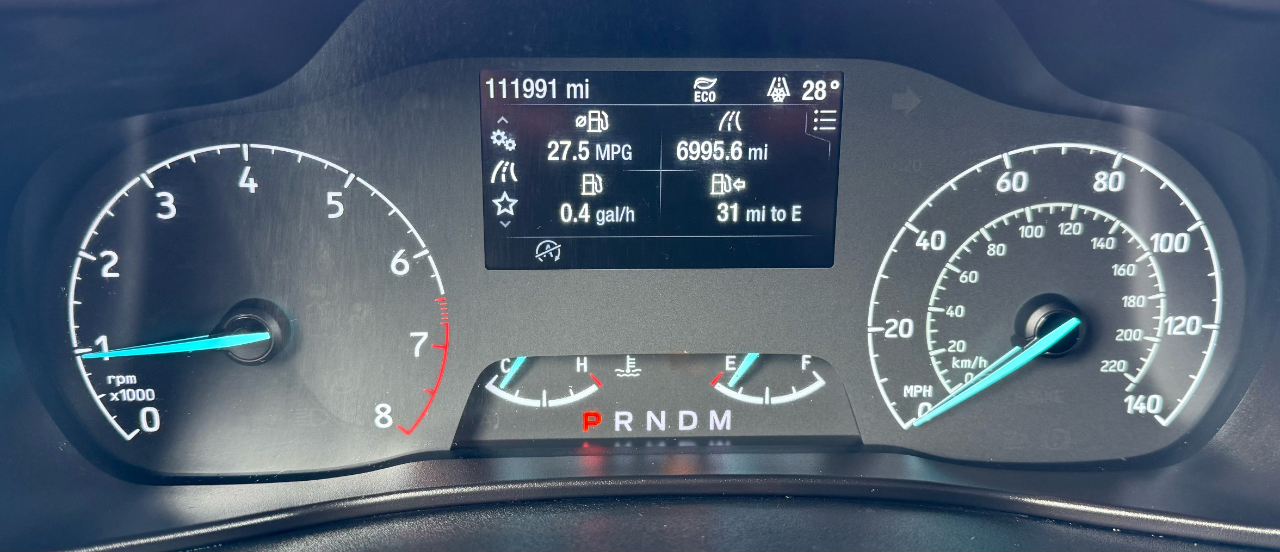 111991 mi ECO 28°
27.5 MPG 6995.6 mi
0.4 gal/h 31 mi to E
0 1 2 3 4 5 6 7 8
rpm
x1000
C H E F
P R N D M
0 20 40 60 80 100 120 140
MPH
0 20 40 60 80 100 120 140 160 180 200 220
km/h